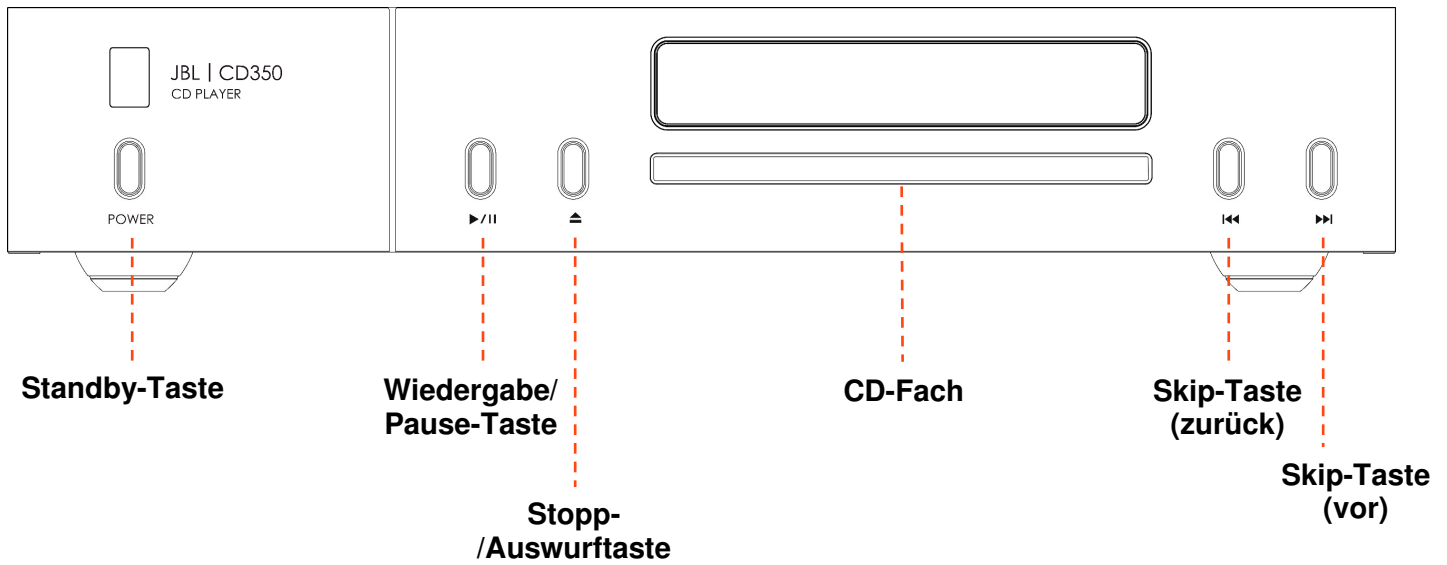 JBL | CD350
CD PLAYER
POWER
Standby-Taste
Wiedergabe/
Pause-Taste
Stopp-
/Auswurftaste
CD-Fach
Skip-Taste
(zurück)
Skip-Taste
(vor)